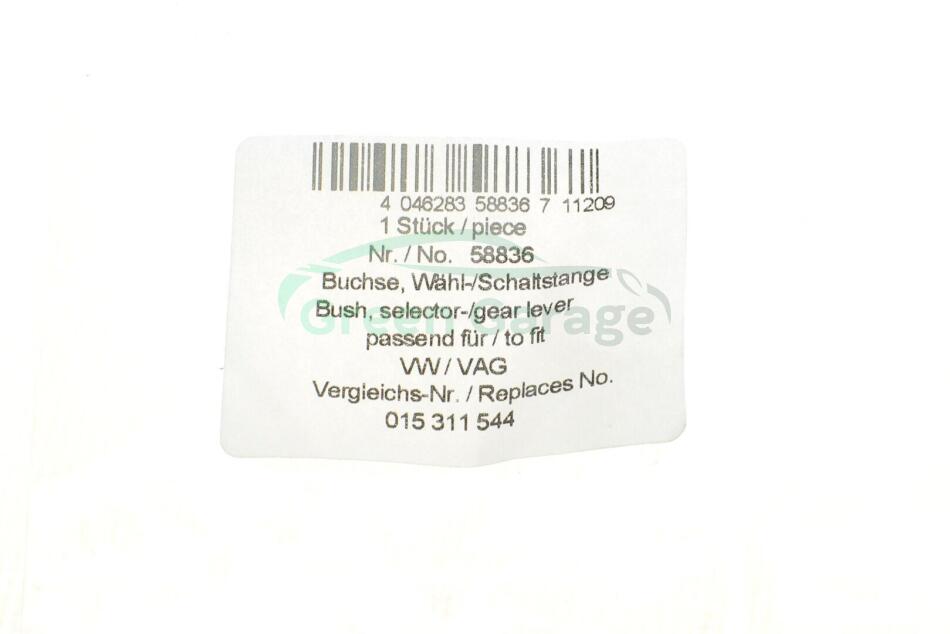 4 046283 58836 7 11209
1 Stück / piece
Nr. / No. 58836
Buchse, Wähl-/Schaltstange
Bush, selector-/gear lever
Green Garage
passend für / to fit
VW / VAG
Vergleichs-Nr. / Replaces No.
015 311 544